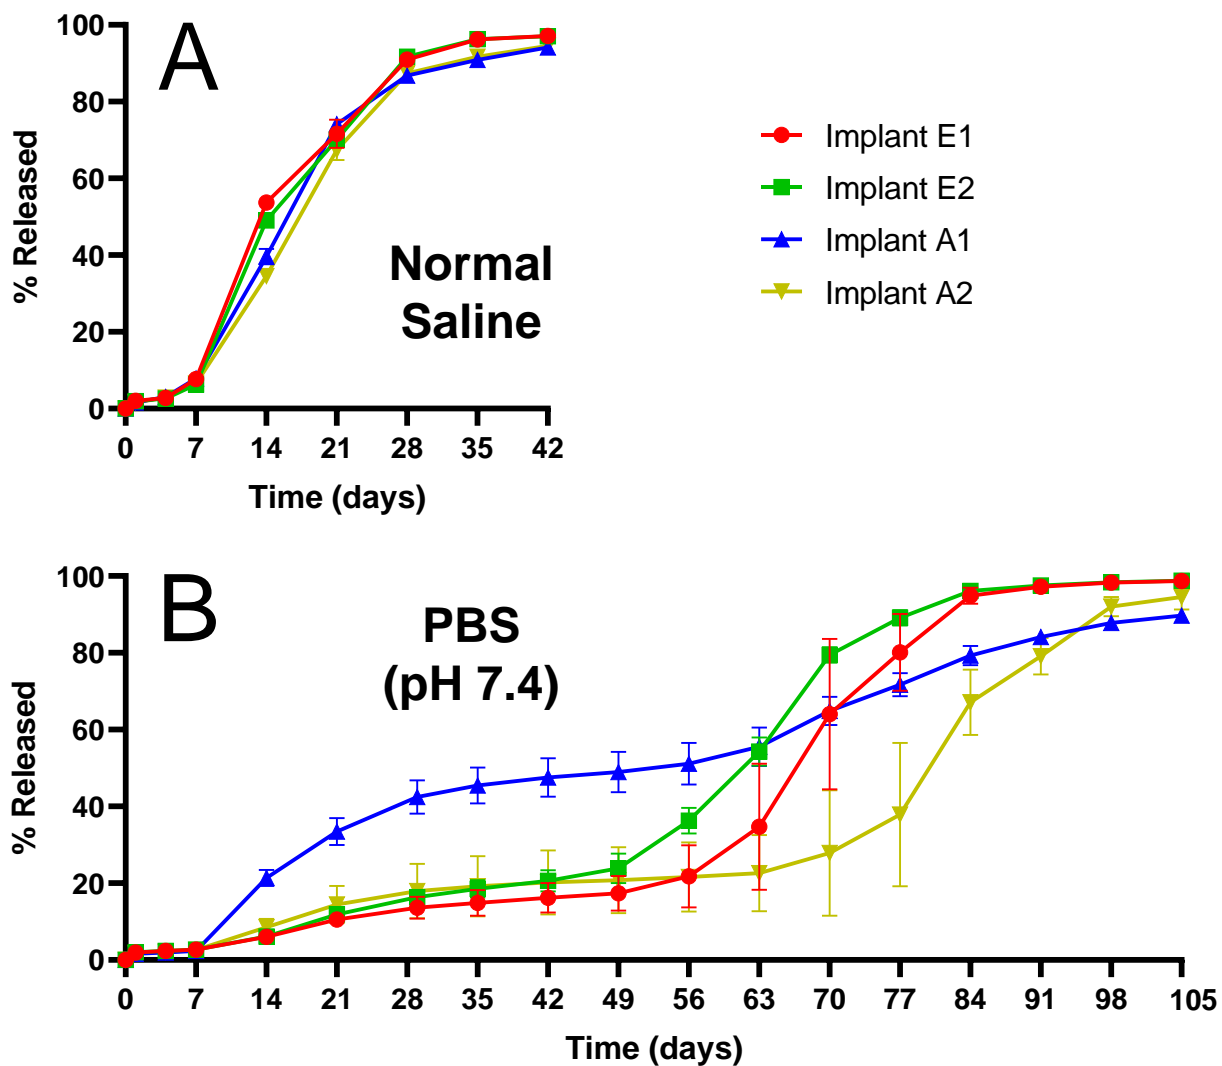 A
100
80
60
40
20
0
% Released
Normal
Saline
0 7 14 21 28 35 42
Time (days)
Implant E1
Implant E2
Implant A1
Implant A2
B
PBS
(pH 7.4)
100
80
60
40
20
0
% Released
0 7 14 21 28 35 42 49 56 63 70 77 84 91 98 105
Time (days)